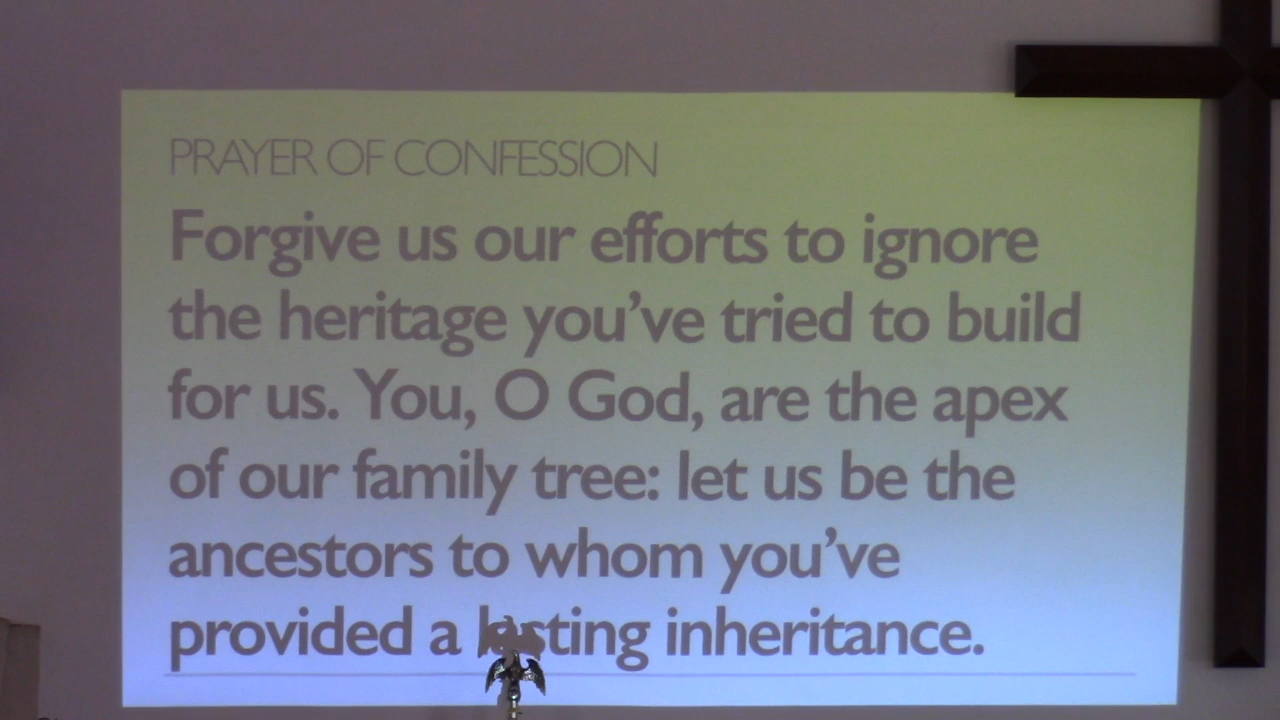 PRAYER OF CONFESSION
Forgive us our efforts to ignore
the heritage you’ve tried to build
for us. You, O God, are the apex
of our family tree: let us be the
ancestors to whom you’ve
provided a lasting inheritance.